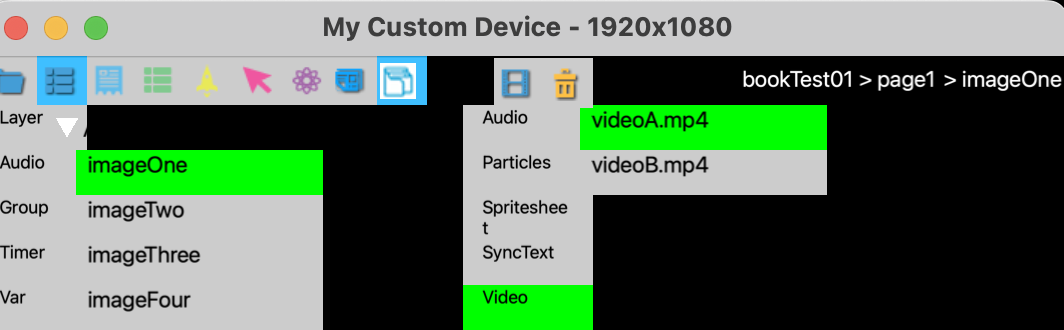 My Custom Device - 1920x1080
bookTest01 > page1 > imageOne
Layer
Audio
imageOne
Group
imageTwo
Timer
imageThree
Var
imageFour
Audio
videoA.mp4
Particles
videoB.mp4
Spriteshee
t
SyncText
Video